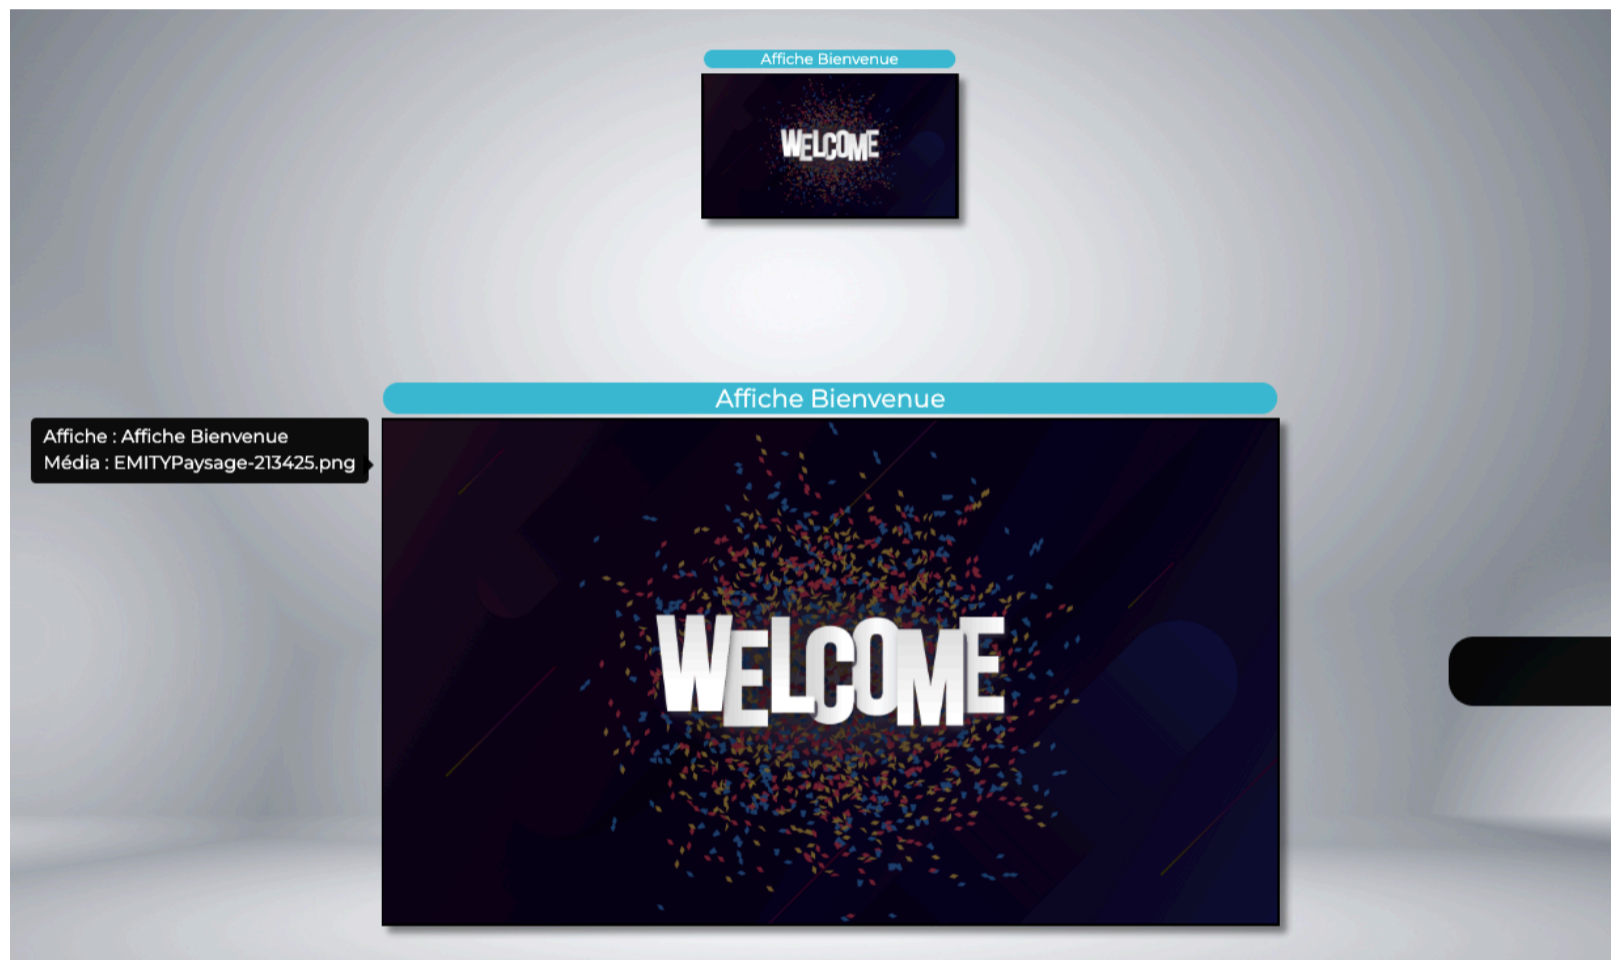 Affiche Bienvenue
WELCOME
Affiche Bienvenue
Affiche : Affiche Bienvenue
Média : EMITYPaysage-213425.png
WELCOME